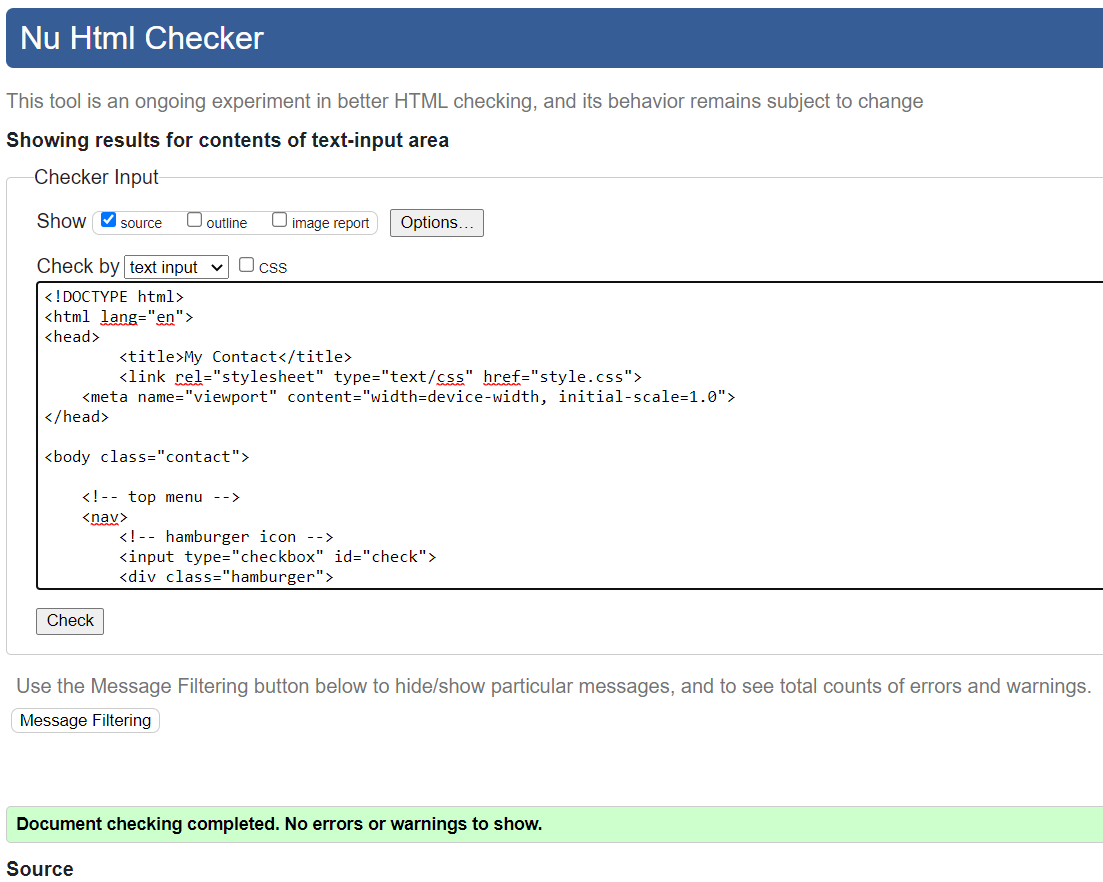 Nu Html Checker
This tool is an ongoing experiment in better HTML checking, and its behavior remains subject to change
Showing results for contents of text-input area
Checker Input
Show source outline image report Options...
Check by text input CSS
<!DOCTYPE html>
<html lang="en">
<head>
        <title>My Contact</title>
        <link rel="stylesheet" type="text/css" href="style.css">
    <meta name="viewport" content="width=device-width, initial-scale=1.0">
</head>
<body class="contact">
    <!-- top menu -->
    <nav>
        <!-- hamburger icon -->
        <input type="checkbox" id="check">
        <div class="hamburger">
Check
Use the Message Filtering button below to hide/show particular messages, and to see total counts of errors and warnings.
Message Filtering
Document checking completed. No errors or warnings to show.
Source